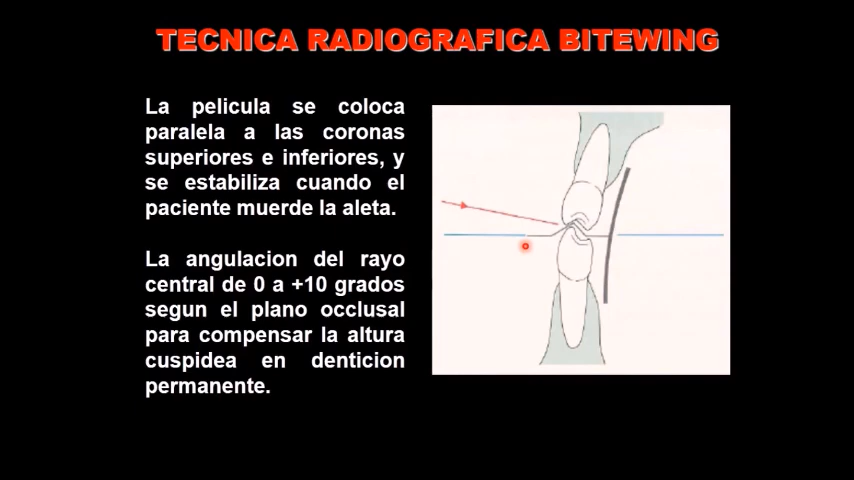 TECNICA RADIOGRAFICA BITEWING
La pelicula se coloca
paralela a las coronas
superiores e inferiores, y
se estabiliza cuando el
paciente muerde la aleta.
La angulacion del rayo
central de 0 a +10 grados
segun el plano occlusal
para compensar la altura
cuspidea en denticion
permanente.